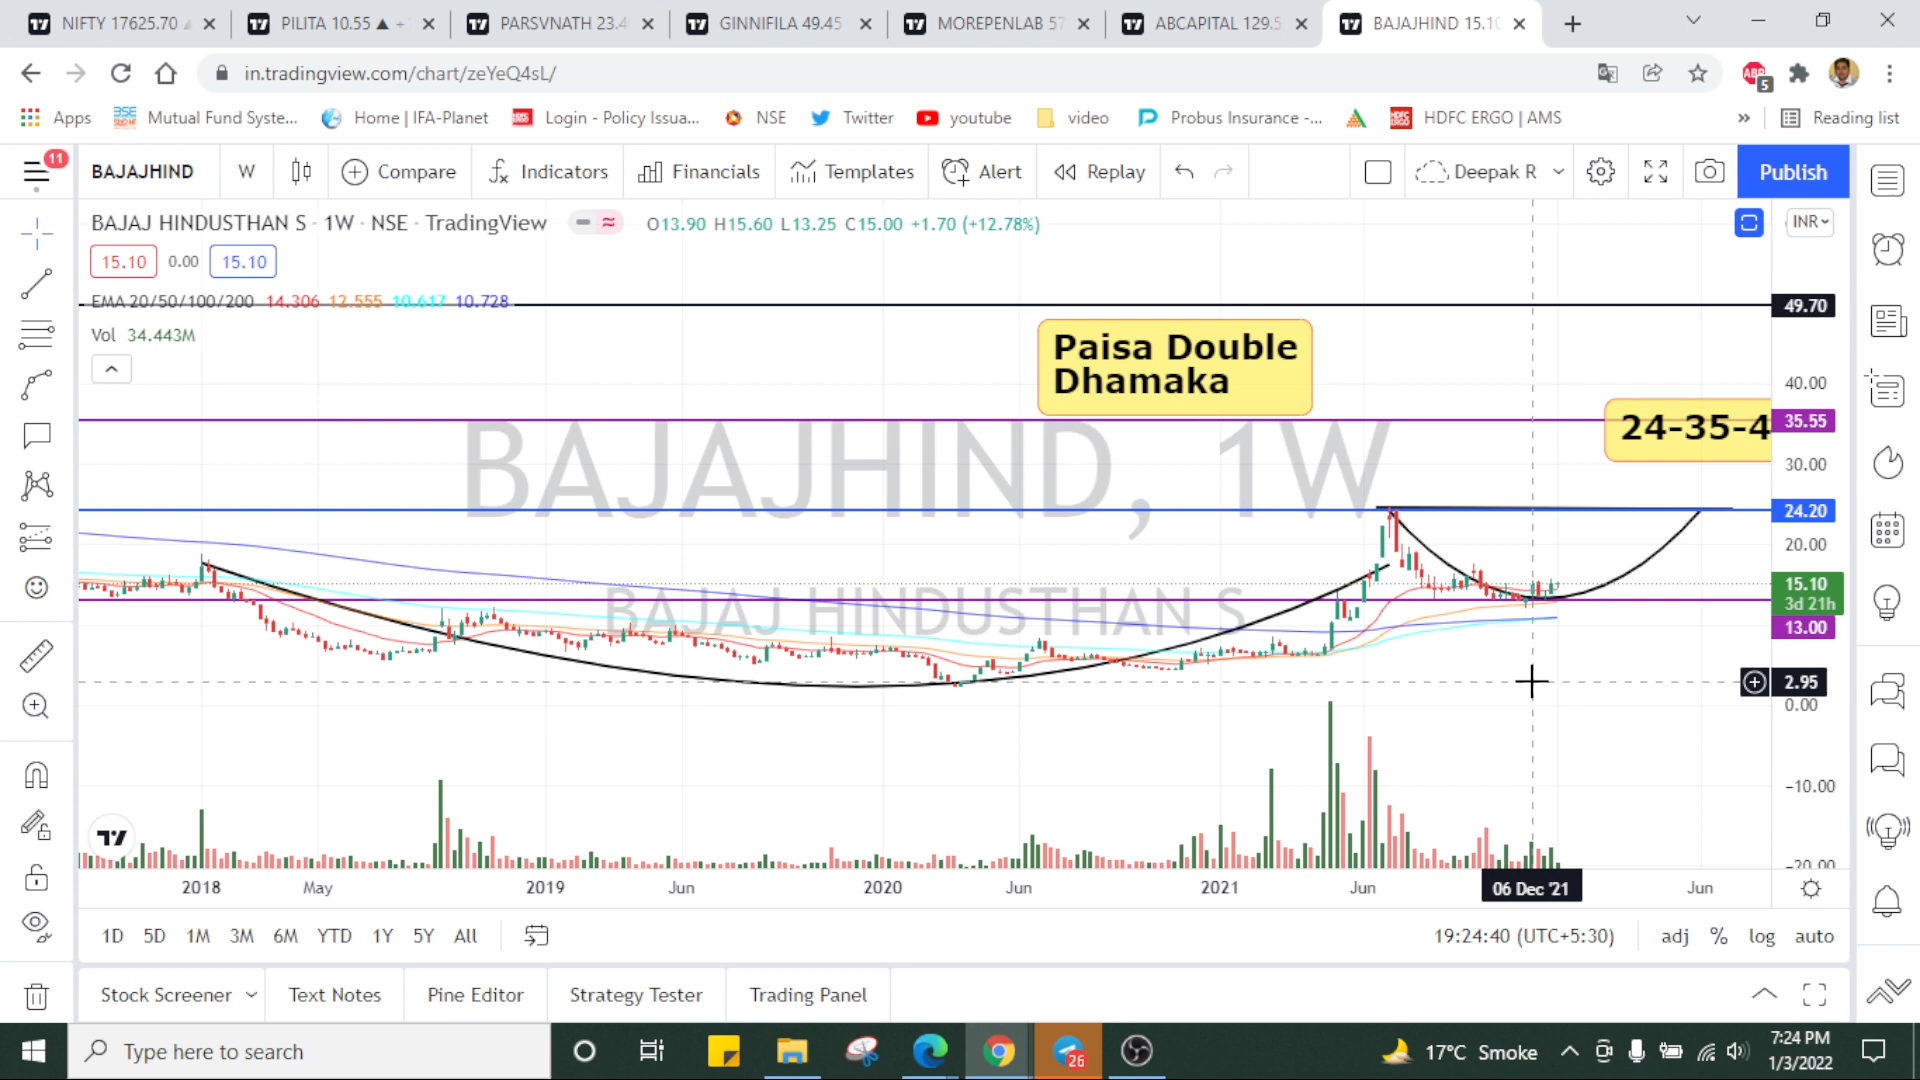 NIFTY 17625.70
PILITA 10.55 ▲ +
PARSVNATH 23.4
GINNIFILA 49.45
MOREPENLAB 57
ABCAPITAL 129.5
BAJAJHIND 15.10
in.tradingview.com/chart/zeYeQ4sL/
ABP
5
Apps
BSE
Mutual Fund Syste...
Home | IFA-Planet
Login - Policy Issua...
NSE
Twitter
youtube
video
Probus Insurance -...
HDFC ERGO | AMS
»
Reading list
11
BAJAJHIND
W
Compare
Indicators
Financials
Templates
Alert
Replay
Deepak R
Publish
BAJAJ HINDUSTHAN S · 1W · NSE · TradingView
O13.90 H15.60 L13.25 C15.00 +1.70 (+12.78%)
INR
15.10 0.00 15.10
EMA 20/50/100/200 14.306 12.555 10.617 10.728
Vol 34.443M
Paisa Double
Dhamaka
24-35-4
BAJAJHIND, 1W
BAJAJ HINDUSTHAN S
49.70
40.00
35.55
30.00
24.20
20.00
15.10
3d 21h
13.00
2.95
0.00
-10.00
-20.00
2018 May 2019 Jun 2020 Jun 2021 Jun 06 Dec '21 Jun
1D 5D 1M 3M 6M YTD 1Y 5Y All
19:24:40 (UTC+5:30)
adj % log auto
Stock Screener
Text Notes
Pine Editor
Strategy Tester
Trading Panel
Type here to search
26
17°C Smoke
7:24 PM
1/3/2022